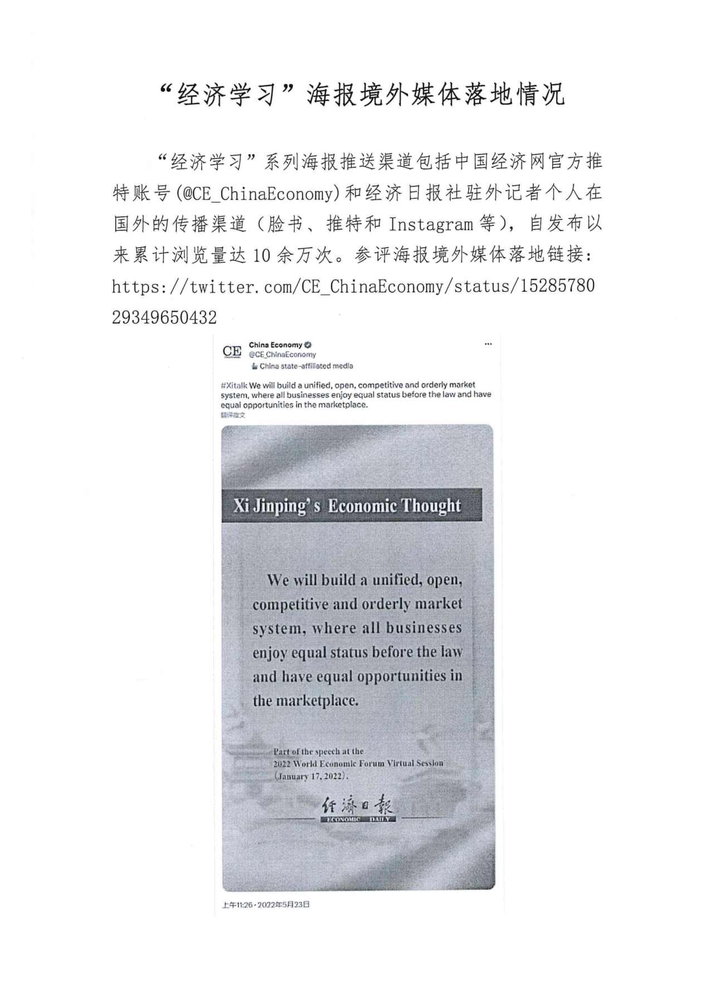 “经济学习”海报境外媒体落地情况
“经济学习”系列海报推送渠道包括中国经济网官方推
特账号(@CE_ChinaEconomy)和经济日报社驻外记者个人在
国外的传播渠道（脸书、推特和 Instagram 等），自发布以
来累计浏览量达 10 余万次。参评海报境外媒体落地链接：
https://twitter.com/CE_ChinaEconomy/status/15285780
29349650432
CE
China Economy
@CE_ChinaEconomy
China state-affiliated media
#Xitalk We will build a unified, open, competitive and orderly market
system, where all businesses enjoy equal status before the law and have
equal opportunities in the marketplace.
翻译推文
Xi Jinping's Economic Thought
We will build a unified, open,
competitive and orderly market
system, where all businesses
enjoy equal status before the law
and have equal opportunities in
the marketplace.
Part of the speech at the
2022 World Economic Forum Virtual Session
(January 17, 2022).
经济日报
ECONOMIC DAILY
上午11:26·2022年5月23日